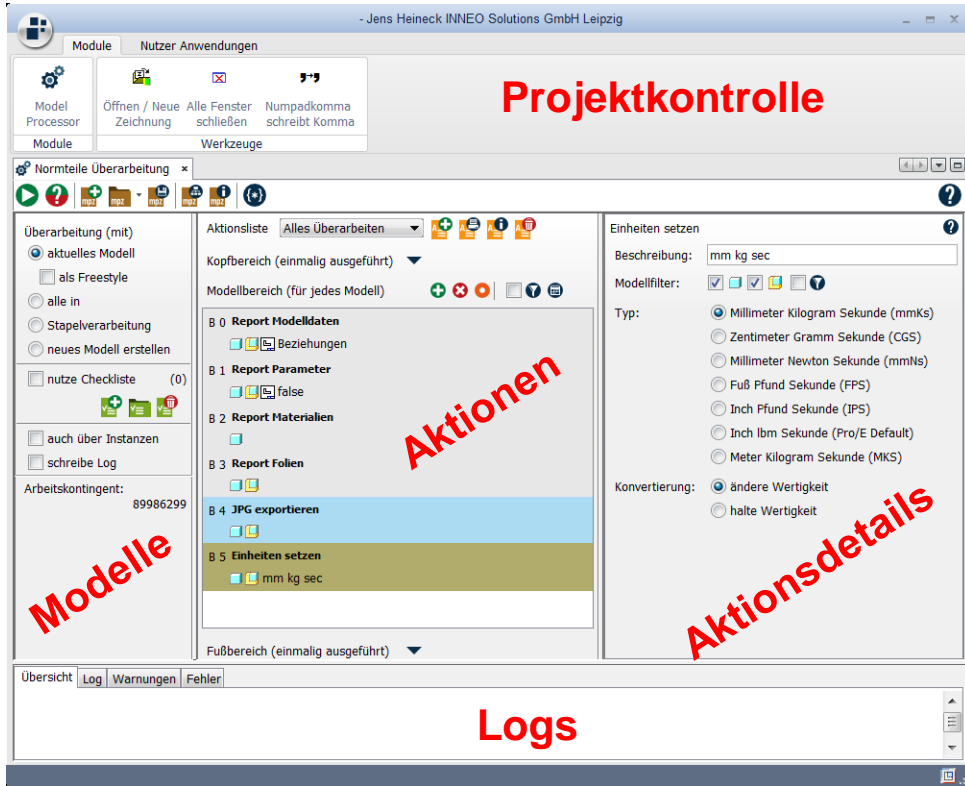 - Jens Heineck INNEO Solutions GmbH Leipzig
Module Nutzer Anwendungen
Model Processor
Öffnen / Neue Zeichnung
Alle Fenster schließen
Numpadkomma schreibt Komma
Module Werkzeuge
Projektkontrolle
Normteile Überarbeitung
mpz mpz mpz mpz mpz
Überarbeitung (mit)
aktuelles Modell
als Freestyle
alle in
Stapelverarbeitung
neues Modell erstellen
nutze Checkliste (0)
auch über Instanzen
schreibe Log
Arbeitskontingent:
89986299
Modelle
Aktionsliste Alles Überarbeiten
Kopfbereich (einmalig ausgeführt)
Modellbereich (für jedes Modell)
B 0 Report Modelldaten
Beziehungen
B 1 Report Parameter
false
B 2 Report Materialien
B 3 Report Folien
B 4 JPG exportieren
B 5 Einheiten setzen
mm kg sec
Aktionen
Fußbereich (einmalig ausgeführt)
Einheiten setzen
Beschreibung: mm kg sec
Modellfilter:
Typ: Millimeter Kilogram Sekunde (mmKs)
Zentimeter Gramm Sekunde (CGS)
Millimeter Newton Sekunde (mmNs)
Fuß Pfund Sekunde (FPS)
Inch Pfund Sekunde (IPS)
Inch lbm Sekunde (Pro/E Default)
Meter Kilogram Sekunde (MKS)
Konvertierung: ändere Wertigkeit
halte Wertigkeit
Aktionsdetails
Übersicht Log Warnungen Fehler
Logs